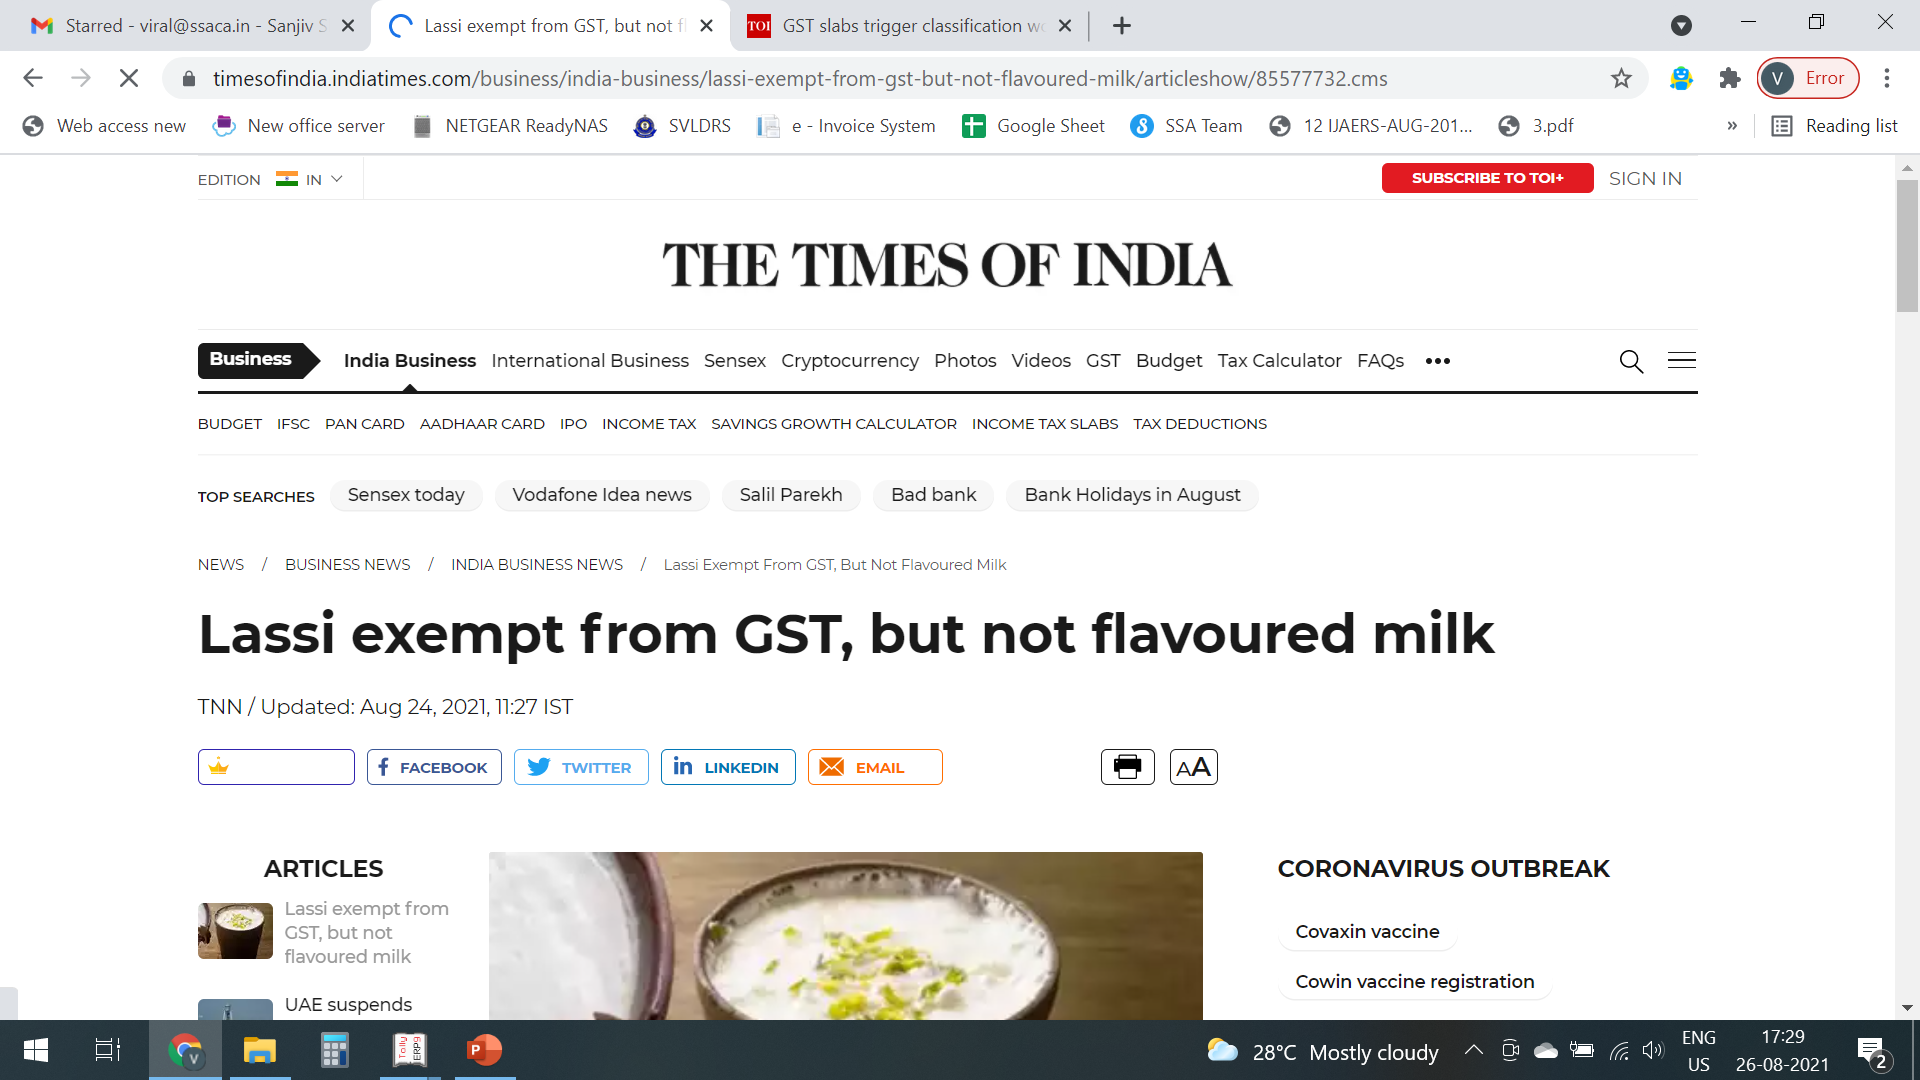 Starred - viral@ssaca.in - Sanjiv S
Lassi exempt from GST, but not fl
TOI GST slabs trigger classification wo
timesofindia.indiatimes.com/business/india-business/lassi-exempt-from-gst-but-not-flavoured-milk/articleshow/85577732.cms
V Error
Web access new New office server NETGEAR ReadyNAS SVLDRS e - Invoice System Google Sheet SSA Team 12 IJAERS-AUG-201... 3.pdf » Reading list
EDITION IN SUBSCRIBE TO TOI+ SIGN IN
THE TIMES OF INDIA
Business India Business International Business Sensex Cryptocurrency Photos Videos GST Budget Tax Calculator FAQs •••
BUDGET IFSC PAN CARD AADHAAR CARD IPO INCOME TAX SAVINGS GROWTH CALCULATOR INCOME TAX SLABS TAX DEDUCTIONS
TOP SEARCHES Sensex today Vodafone Idea news Salil Parekh Bad bank Bank Holidays in August
NEWS / BUSINESS NEWS / INDIA BUSINESS NEWS / Lassi Exempt From GST, But Not Flavoured Milk
Lassi exempt from GST, but not flavoured milk
TNN / Updated: Aug 24, 2021, 11:27 IST
FACEBOOK TWITTER LINKEDIN EMAIL AA
ARTICLES
Lassi exempt from
GST, but not
flavoured milk
UAE suspends
CORONAVIRUS OUTBREAK
Covaxin vaccine
Cowin vaccine registration
28°C Mostly cloudy
ENG
US
17:29
26-08-2021
2